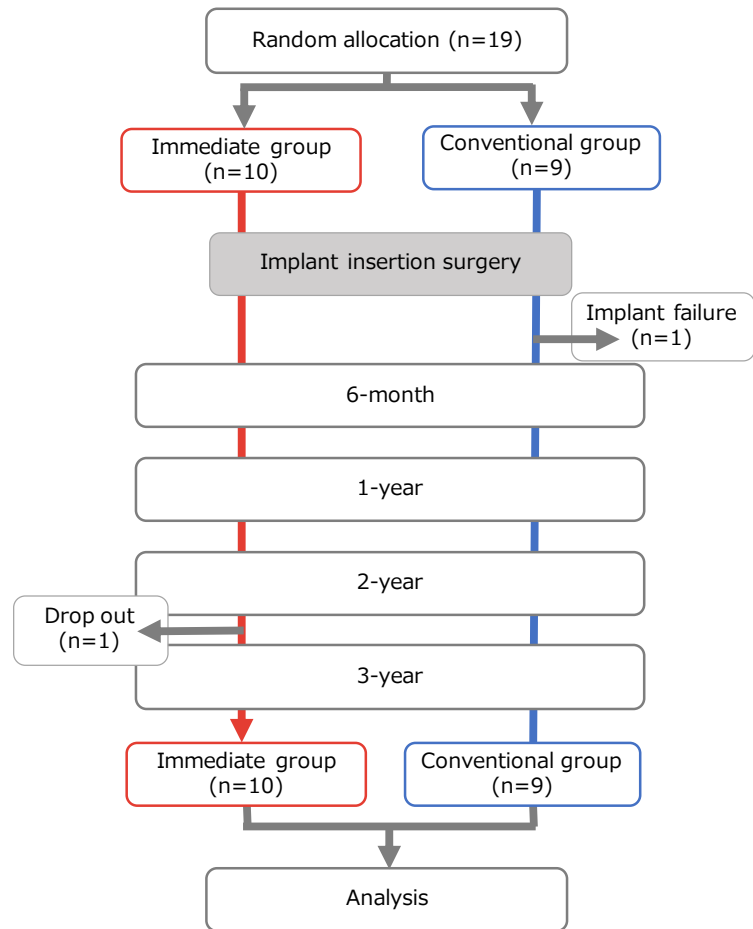 Random allocation (n=19)
Immediate group
(n=10)
Conventional group
(n=9)
Implant insertion surgery
Implant failure
(n=1)
6-month
1-year
2-year
Drop out
(n=1)
3-year
Immediate group
(n=10)
Conventional group
(n=9)
Analysis